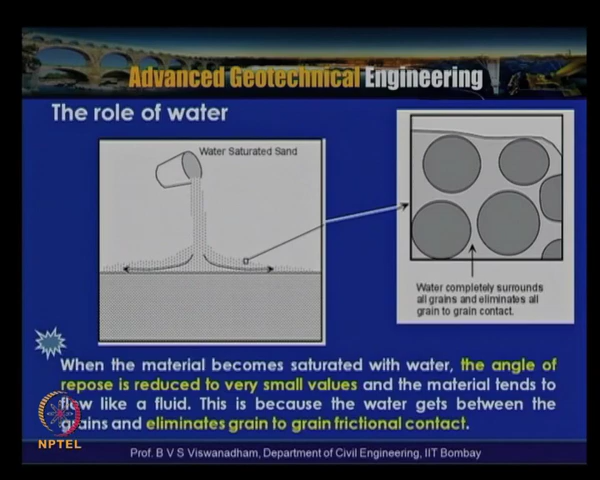 Advanced Geotechnical Engineering
The role of water
Water Saturated Sand
Water completely surrounds
all grains and eliminates all
grain to grain contact.
When the material becomes saturated with water, the angle of
repose is reduced to very small values and the material tends to
flow like a fluid. This is because the water gets between the
grains and eliminates grain to grain frictional contact.
NPTEL
Prof. B V S Viswanadham, Department of Civil Engineering, IIT Bombay